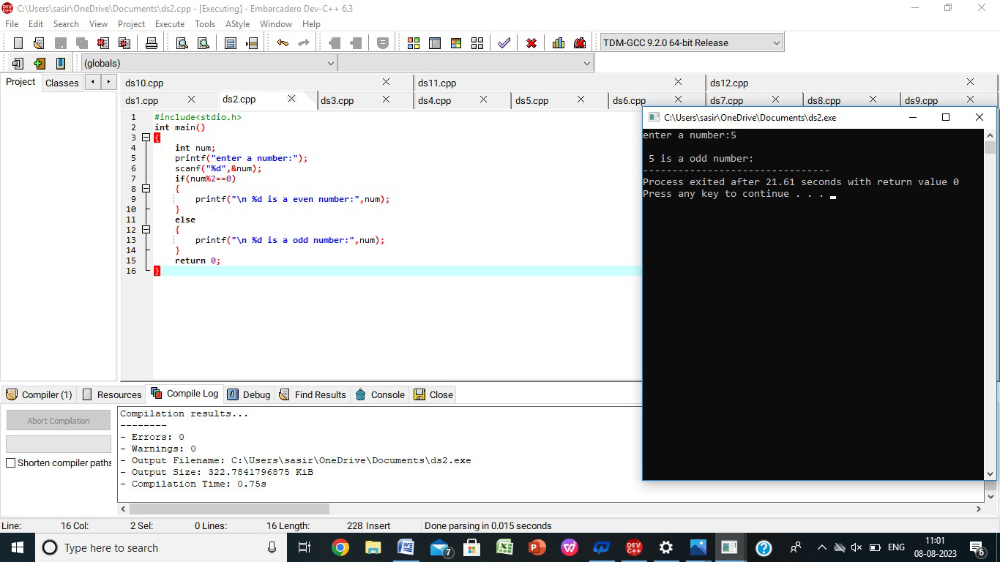 C:\Users\sasir\OneDrive\Documents\ds2.cpp - [Executing] - Embarcadero Dev-C++ 6.3
File Edit Search View Project Execute Tools AStyle Window Help
TDM-GCC 9.2.0 64-bit Release
(globals)
Project Classes
ds10.cpp ds11.cpp ds12.cpp
ds1.cpp ds2.cpp ds3.cpp ds4.cpp ds5.cpp ds6.cpp ds7.cpp ds8.cpp ds9.cpp
1 #include<stdio.h>
2 int main()
3 {
4 int num;
5 printf("enter a number:");
6 scanf("%d",&num);
7 if(num%2==0)
8 {
9 printf("\n %d is a even number:",num);
10 }
11 else
12 {
13 printf("\n %d is a odd number:",num);
14 }
15 return 0;
16 }
C:\Users\sasir\OneDrive\Documents\ds2.exe
enter a number:5
5 is a odd number:
--------------------------------
Process exited after 21.61 seconds with return value 0
Press any key to continue . . .
Compiler (1) Resources Compile Log Debug Find Results Console Close
Abort Compilation
Shorten compiler paths
Compilation results...
--------
- Errors: 0
- Warnings: 0
- Output Filename: C:\Users\sasir\OneDrive\Documents\ds2.exe
- Output Size: 322.7841796875 KiB
- Compilation Time: 0.75s
Line: 16 Col: 2 Sel: 0 Lines: 16 Length: 228 Insert Done parsing in 0.015 seconds
Type here to search
7
DEV C++
ENG
11:01
08-08-2023
6